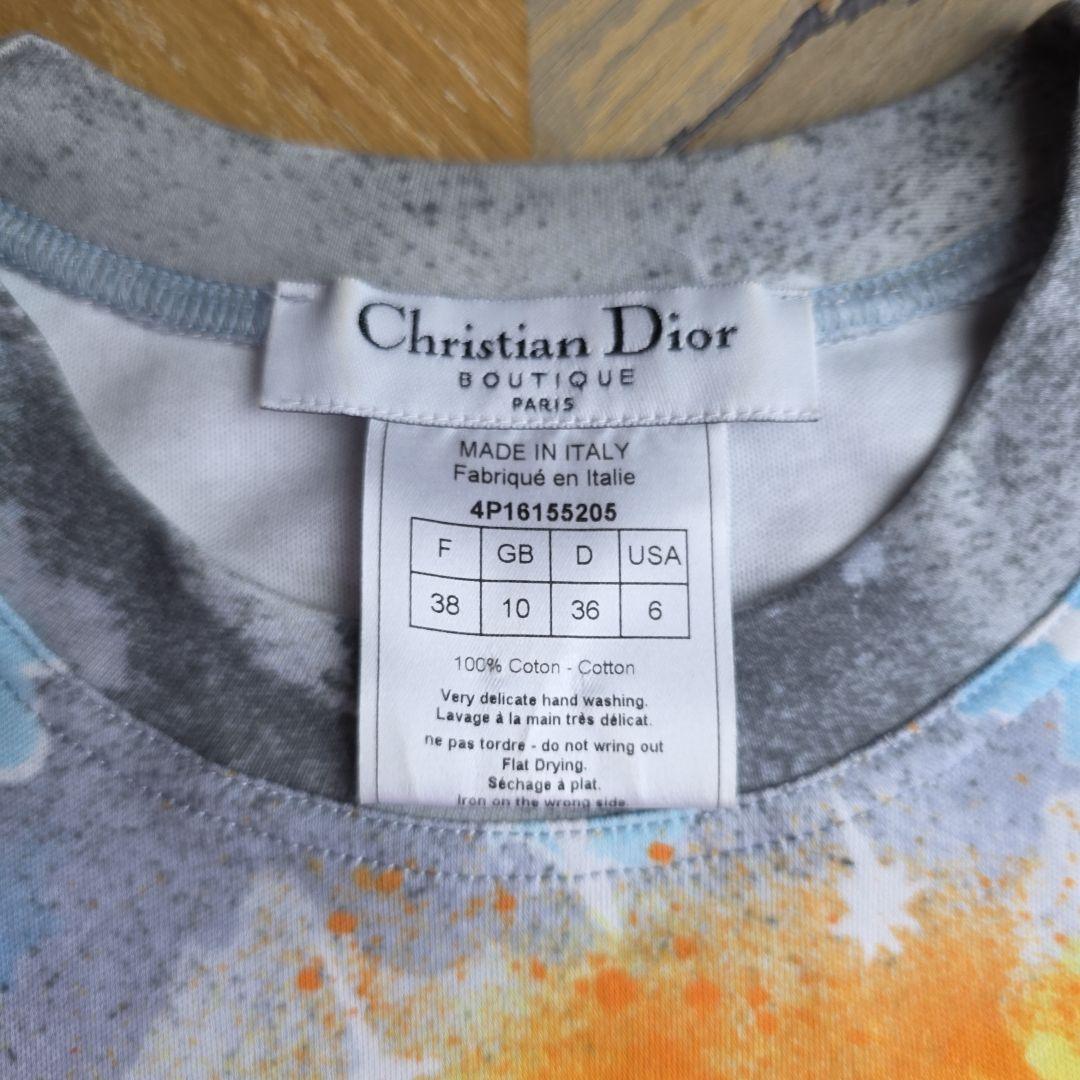 Christian Dior
BOUTIQUE
PARIS
MADE IN ITALY
Fabriqué en Italie
4P16155205
F GB D USA
38 10 36 6
100% Coton - Cotton
Very delicate hand washing.
Lavage à la main très délicat.
ne pas tordre - do not wring out
Flat Drying.
Séchage à plat.
Iron on the wrong side